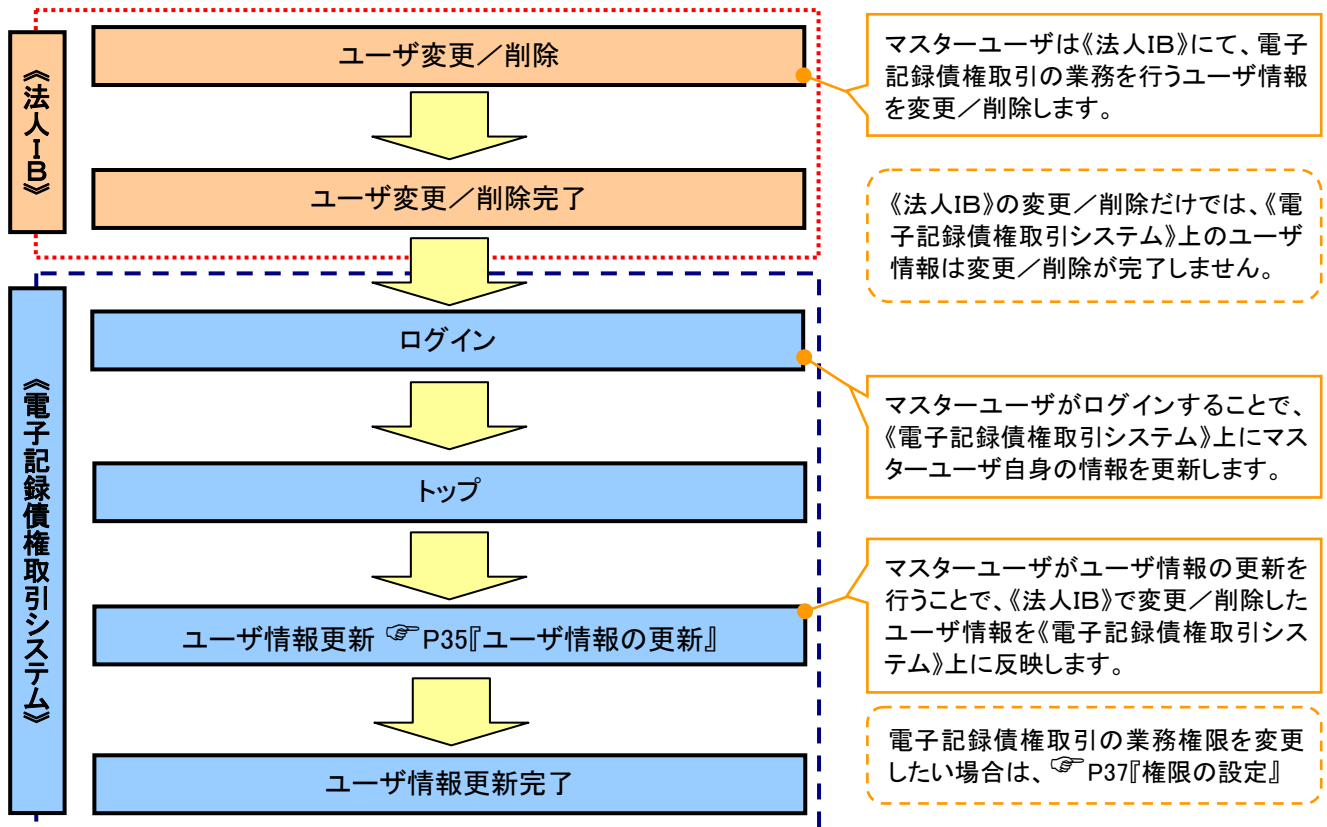 《法人IB》
ユーザ変更／削除
マスターユーザは《法人IB》にて、電子
記録債権取引の業務を行うユーザ情報
を変更／削除します。
ユーザ変更／削除完了
《法人IB》の変更／削除だけでは、《電
子記録債権取引システム》上のユーザ
情報は変更／削除が完了しません。
《電子記録債権取引システム》
ログイン
マスターユーザがログインすることで、
《電子記録債権取引システム》上にマス
ターユーザ自身の情報を更新します。
トップ
ユーザ情報更新 ☞P35『ユーザ情報の更新』
マスターユーザがユーザ情報の更新を
行うことで、《法人IB》で変更／削除した
ユーザ情報を《電子記録債権取引シス
テム》上に反映します。
ユーザ情報更新完了
電子記録債権取引の業務権限を変更
したい場合は、☞P37『権限の設定』